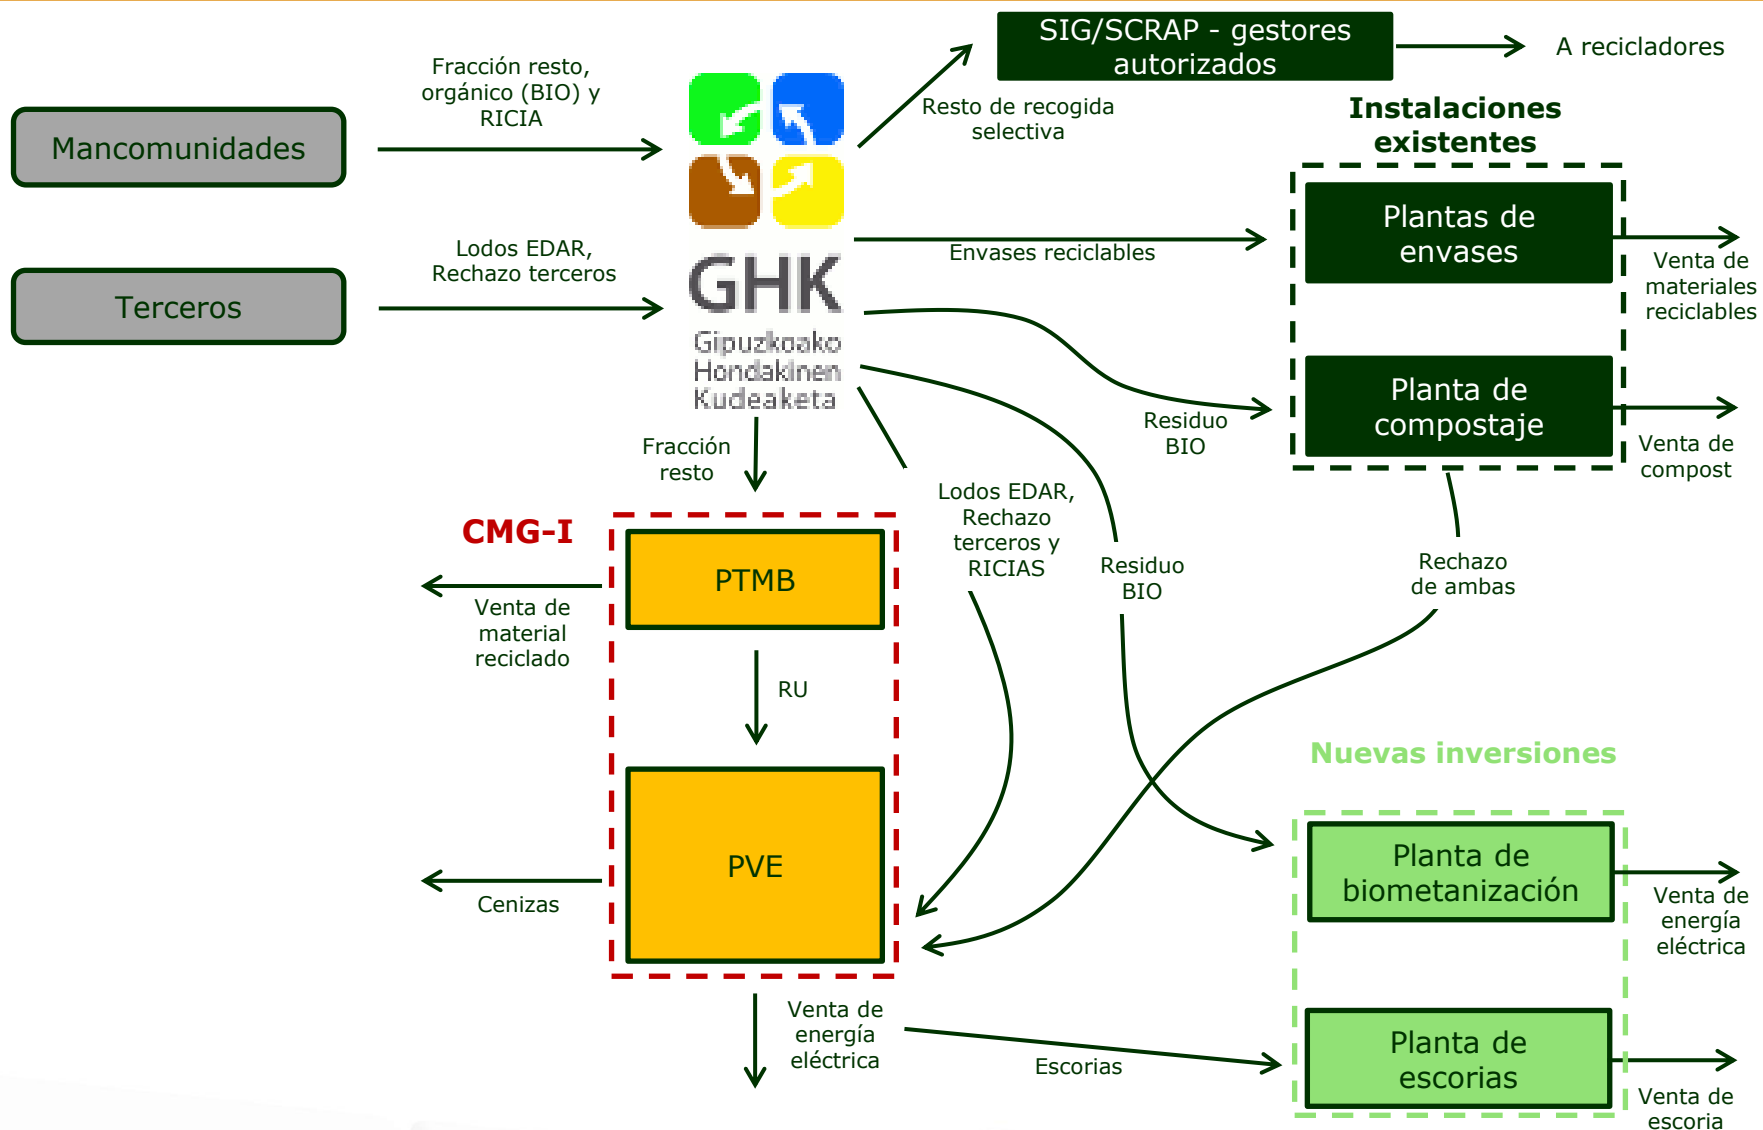 SIG/SCRAP - gestores
autorizados
A recicladores
Fracción resto,
orgánico (BIO) y
RICIA
Mancomunidades
Resto de recogida
selectiva
Instalaciones
existentes
Lodos EDAR,
Rechazo terceros
Terceros
GHK
Gipuzkoako
Hondakinen
Kudeaketa
Envases reciclables
Plantas de
envases
Venta de
materiales
reciclables
Planta de
compostaje
Residuo
BIO
Venta de
compost
Fracción
resto
Lodos EDAR,
Rechazo
terceros y
RICIAS
Residuo
BIO
Rechazo
de ambas
CMG-I
PTMB
Venta de
material
reciclado
RU
PVE
Cenizas
Nuevas inversiones
Planta de
biometanización
Venta de
energía
eléctrica
Venta de
energía
eléctrica
Escorias
Planta de
escorias
Venta de
escoria